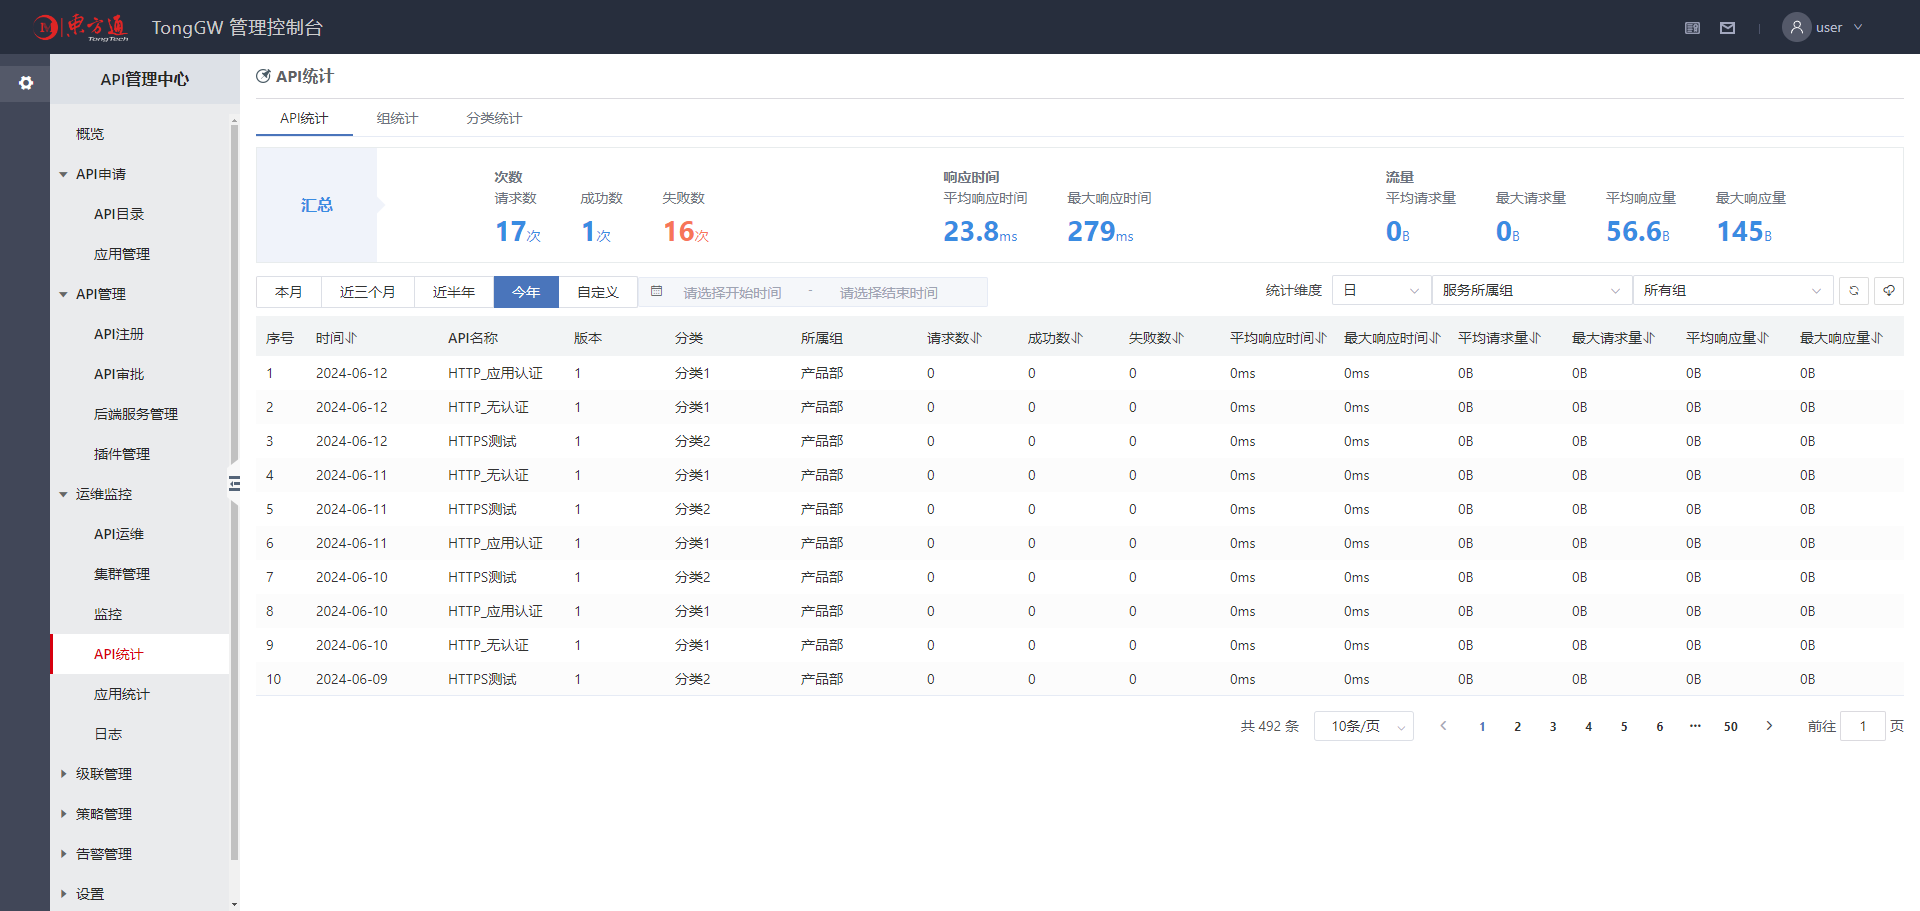 东方通 TongTech TongGW 管理控制台 user
API管理中心
概览
API申请
API目录
应用管理
API管理
API注册
API审批
后端服务管理
插件管理
运维监控
API运维
集群管理
监控
API统计
应用统计
日志
级联管理
策略管理
告警管理
设置
API统计
API统计 组统计 分类统计
汇总
次数
请求数 成功数 失败数
17次 1次 16次
响应时间
平均响应时间 最大响应时间
23.8ms 279ms
流量
平均请求量 最大请求量 平均响应量 最大响应量
0B 0B 56.6B 145B
本月 近三个月 近半年 今年 自定义 请选择开始时间 - 请选择结束时间 统计维度 日 服务所属组 所有组
序号 时间 API名称 版本 分类 所属组 请求数 成功数 失败数 平均响应时间 最大响应时间 平均请求量 最大请求量 平均响应量 最大响应量
1 2024-06-12 HTTP_应用认证 1 分类1 产品部 0 0 0 0ms 0ms 0B 0B 0B 0B
2 2024-06-12 HTTP_无认证 1 分类1 产品部 0 0 0 0ms 0ms 0B 0B 0B 0B
3 2024-06-12 HTTPS测试 1 分类2 产品部 0 0 0 0ms 0ms 0B 0B 0B 0B
4 2024-06-11 HTTP_无认证 1 分类1 产品部 0 0 0 0ms 0ms 0B 0B 0B 0B
5 2024-06-11 HTTPS测试 1 分类2 产品部 0 0 0 0ms 0ms 0B 0B 0B 0B
6 2024-06-11 HTTP_应用认证 1 分类1 产品部 0 0 0 0ms 0ms 0B 0B 0B 0B
7 2024-06-10 HTTPS测试 1 分类2 产品部 0 0 0 0ms 0ms 0B 0B 0B 0B
8 2024-06-10 HTTP_应用认证 1 分类1 产品部 0 0 0 0ms 0ms 0B 0B 0B 0B
9 2024-06-10 HTTP_无认证 1 分类1 产品部 0 0 0 0ms 0ms 0B 0B 0B 0B
10 2024-06-09 HTTPS测试 1 分类2 产品部 0 0 0 0ms 0ms 0B 0B 0B 0B
共 492 条 10条/页 1 2 3 4 5 6 ··· 50 前往 1 页